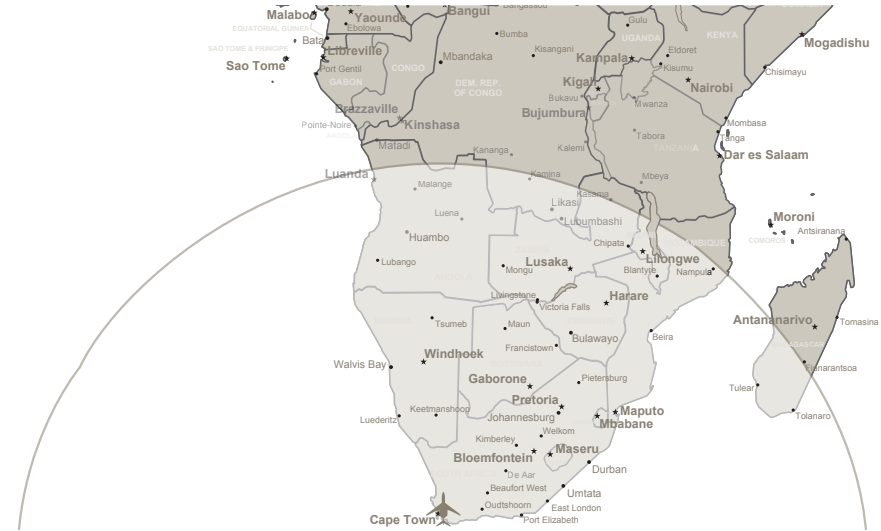 Bangassou
Malabo
Yaounde
Bangui
Gulu
EQUATORIAL GUINEA
Ebolowa
Bumba
UGANDA
KENYA
Bata
Mogadishu
SAO TOME & PRINCIPE
Libreville
Kisangani
Eldoret
Sao Tome
Mbandaka
Kampala
Port Gentil
CONGO
Kisumu
Chisimayu
GABON
DEM. REP.
OF CONGO
Kigali
Nairobi
Bukavu
Mwanza
Brazzaville
Bujumbura
Pointe-Noire
Kinshasa
Mombasa
Tabora
Tanga
Matadi
Kananga
Kalemi
TANZANIA
Dar es Salaam
Luanda
Kamina
Mbeya
Malange
Kasama
Likasi
Luena
Lubumbashi
Moroni
Antsiranana
Huambo
Chipata
MOZAMBIQUE
COMOROS
Lubango
Lusaka
Lilongwe
Mongu
Blantyre
Nampula
Livingstone
Harare
Victoria Falls
Tsumeb
Maun
Antananarivo
Tomasina
Bulawayo
Beira
Francistown
MADAGASCAR
Windhoek
Walvis Bay
Fianarantsoa
Gaborone
Pietersburg
Tulear
Pretoria
Keetmanshoop
Maputo
Luederitz
Johannesburg
Mbabane
Tolanaro
Welkom
Kimberley
Maseru
Bloemfontein
Durban
De Aar
Beaufort West
Umtata
Oudtshoorn
East London
Cape Town
Port Elizabeth